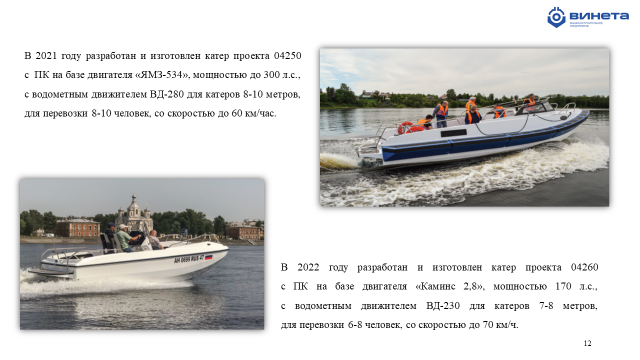 ВИНЕТА
В 2021 году разработан и изготовлен катер проекта 04250
с ПК на базе двигателя «ЯМЗ-534», мощностью до 300 л.с.,
с водометным движителем ВД-280 для катеров 8-10 метров,
для перевозки 8-10 человек, со скоростью до 60 км/час.
В 2022 году разработан и изготовлен катер проекта 04260
с ПК на базе двигателя «Каминс 2,8», мощностью 170 л.с.,
с водометным движителем ВД-230 для катеров 7-8 метров,
для перевозки 6-8 человек, со скоростью до 70 км/ч.
12